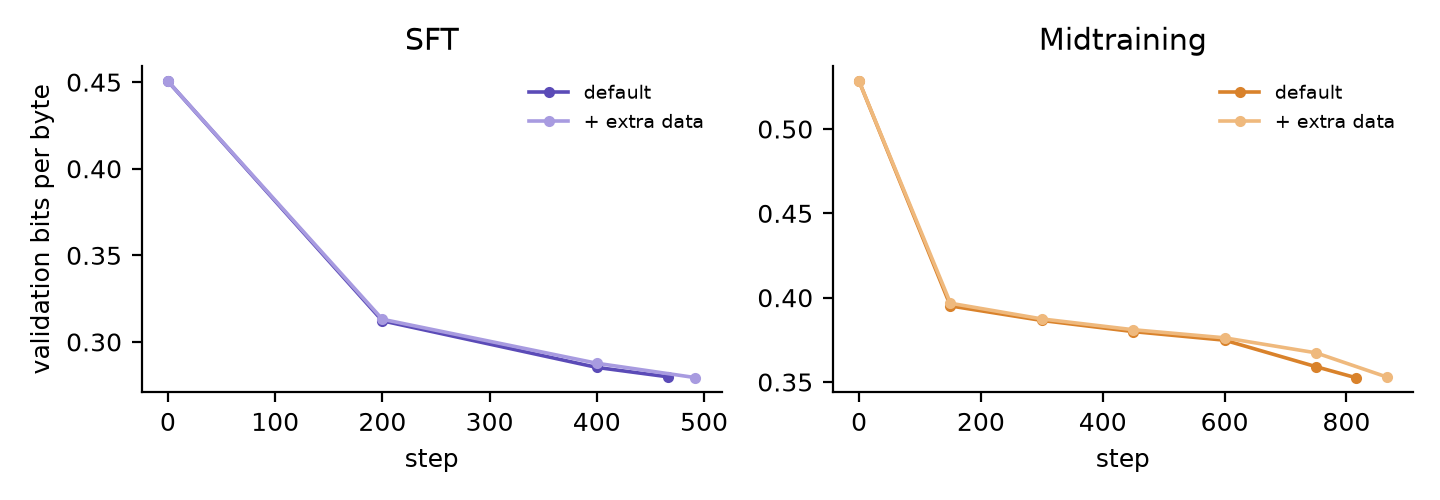 SFT
validation bits per byte
0.45
0.40
0.35
0.30
0
100
200
300
400
500
step
default
+ extra data
Midtraining
0.50
0.45
0.40
0.35
0
200
400
600
800
step
default
+ extra data